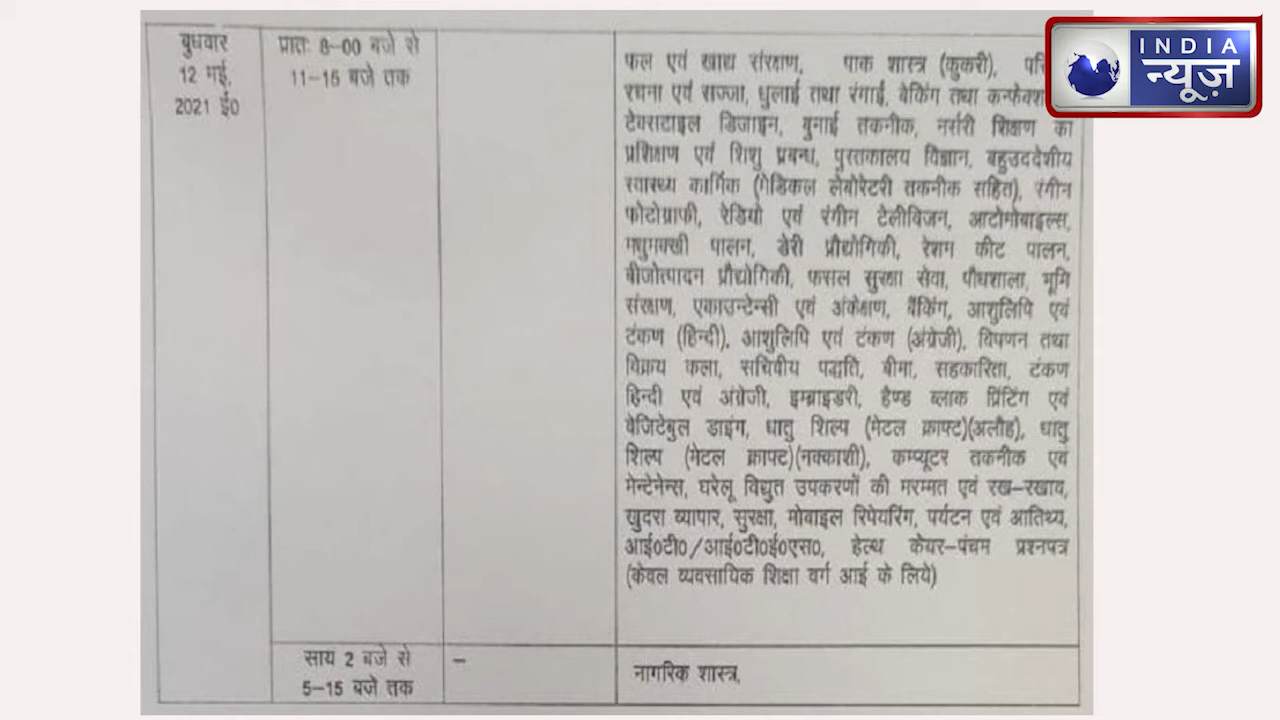 INDIA
न्यूज़
बुधवार
12 मई,
2021 ई0
प्रातः 8–00 बजे से
11–15 बजे तक
फल एवं खाद्य संरक्षण, पाक शास्त्र (कुकरी),
रचना एवं सज्जा, धुलाई तथा रंगाई, बेकिंग तथा
टेक्सटाइल डिजाइन, बुनाई तकनीक, नर्सरी शिक्षण का
प्रशिक्षण एवं शिशु प्रबन्ध, पुस्तकालय विज्ञान, बहुउददेशीय
स्वास्थ्य कार्मिक (मेडिकल लेबोरेटरी तकनीक सहित), रंगीन
फोटोग्राफी, रेडियो एवं रंगीन टेलीविजन, आटोमोबाइल्स,
मधुमक्खी पालन, डेरी प्रौद्योगिकी, रेशम कीट पालन,
बीजोत्पादन प्रौद्योगिकी, फसल सुरक्षा सेवा, पौधशाला, भूमि
संरक्षण, एकाउन्टेन्सी एवं अंकेक्षण, बैंकिंग, आशुलिपि एवं
टंकण (हिन्दी), आशुलिपि एवं टंकण (अंग्रेजी), विपणन तथा
विक्रय कला, सचिवीय पद्धति, बीमा, सहकारिता, टंकण
हिन्दी एवं अंग्रेजी, इम्ब्राइडरी, हैण्ड ब्लाक प्रिंटिंग एवं
वेजिटेबुल डाइंग, धातु शिल्प (मेटल क्राफ्ट)(अलौह), धातु
शिल्प (मेटल क्राफ्ट)(नक्काशी), कम्प्यूटर तकनीक एवं
मेन्टेनेन्स, घरेलू विद्युत उपकरणों की मरम्मत एवं रख–रखाव,
खुदरा व्यापार, सुरक्षा, मोबाइल रिपेयरिंग, पर्यटन एवं आतिथ्य,
आई0टी0/आई0टी0ई0एस0, हेल्थ केयर–पंचम प्रश्नपत्र
(केवल व्यवसायिक शिक्षा वर्ग आई के लिये)
सायं 2 बजे से
5–15 बजे तक
–
नागरिक शास्त्र,